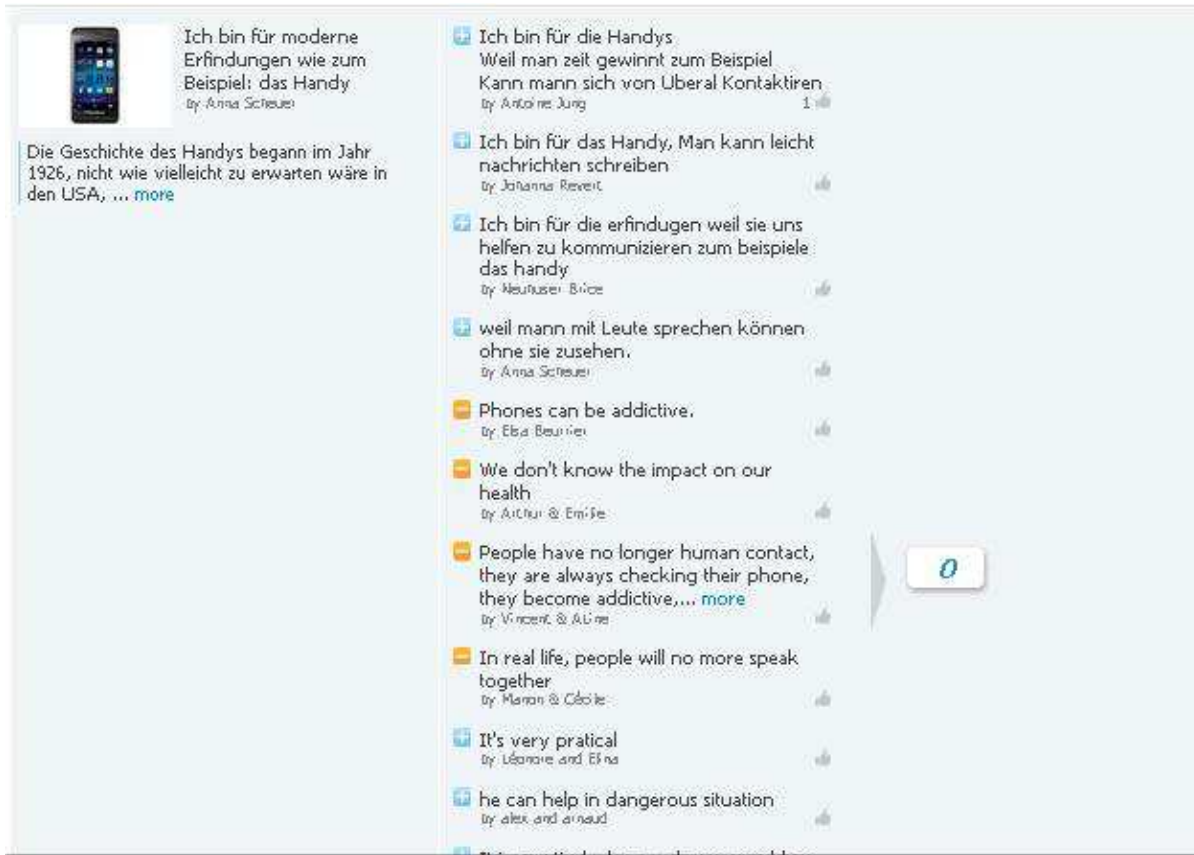 Ich bin für moderne
Erfindungen wie zum
Beispiel: das Handy
by Anna Scheuer
Die Geschichte des Handys begann im Jahr
1926, nicht wie vielleicht zu erwarten wäre in
den USA, ... more
Ich bin für die Handys
Weil man zeit gewinnt zum Beispiel
Kann mann sich von Uberal Kontaktiren
by Antoine Jung
1
Ich bin für das Handy, Man kann leicht
nachrichten schreiben
by Johanna
Ich bin für die erfindugen weil sie uns
helfen zu kommunizieren zum beispiele
das handy
by Brice
weil mann mit Leute sprechen können
ohne sie zusehen.
by Anna Scheuer
Phones can be addictive.
by Elsa
We don't know the impact on our
health
by Arthur & Emilie
People have no longer human contact,
they are always checking their phone,
they become addictive,... more
by Vincent & Aline
In real life, people will no more speak
together
by Manon & Cécile
It's very pratical
by Léonore and Elina
he can help in dangerous situation
by alex and arnaud
0